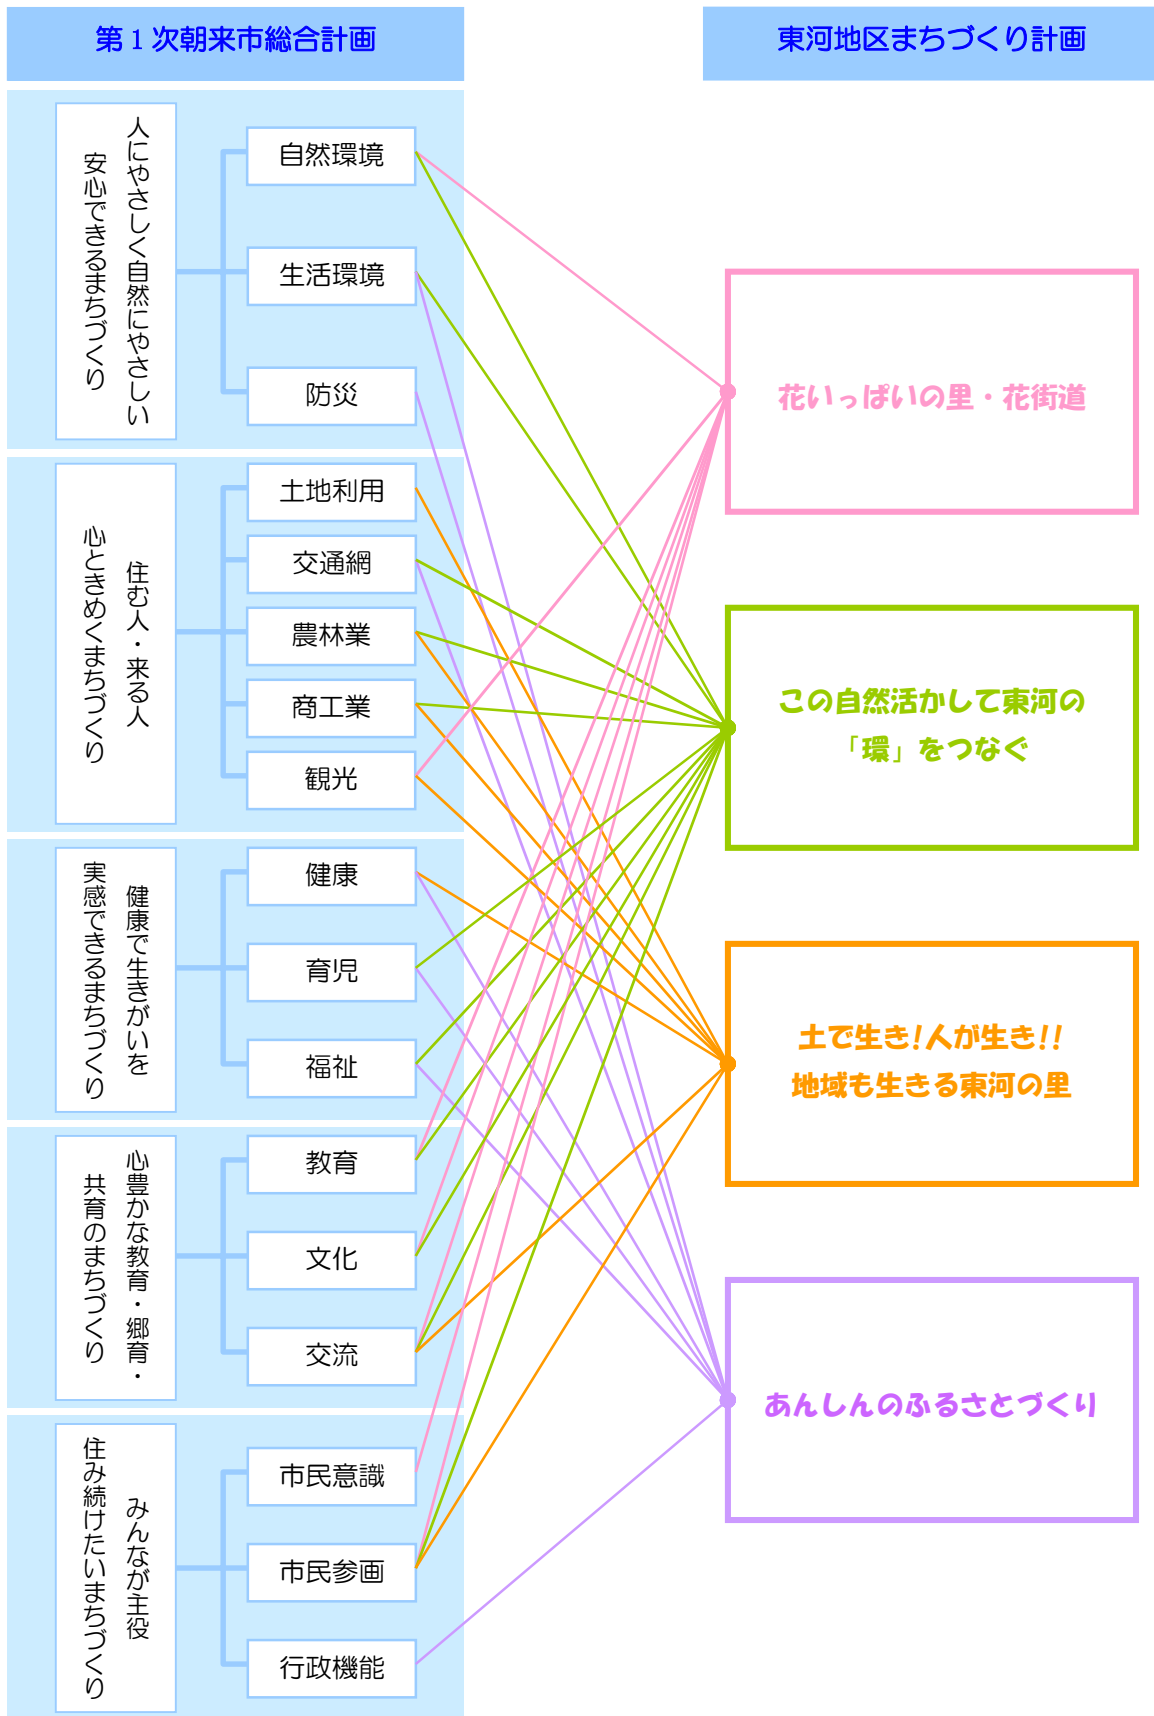 第1次朝来市総合計画
東河地区まちづくり計画
人にやさしく自然にやさしい
安心できるまちづくり
自然環境
生活環境
防災
住む人・来る人
心ときめくまちづくり
土地利用
交通網
農林業
商工業
観光
健康で生きがいを
実感できるまちづくり
健康
育児
福祉
心豊かな教育・郷育・
共育のまちづくり
教育
文化
交流
みんなが主役
住み続けたいまちづくり
市民意識
市民参画
行政機能
花いっぱいの里・花街道
この自然活かして東河の
「環」をつなぐ
土で生き!人が生き!!
地域も生きる東河の里
あんしんのふるさとづくり